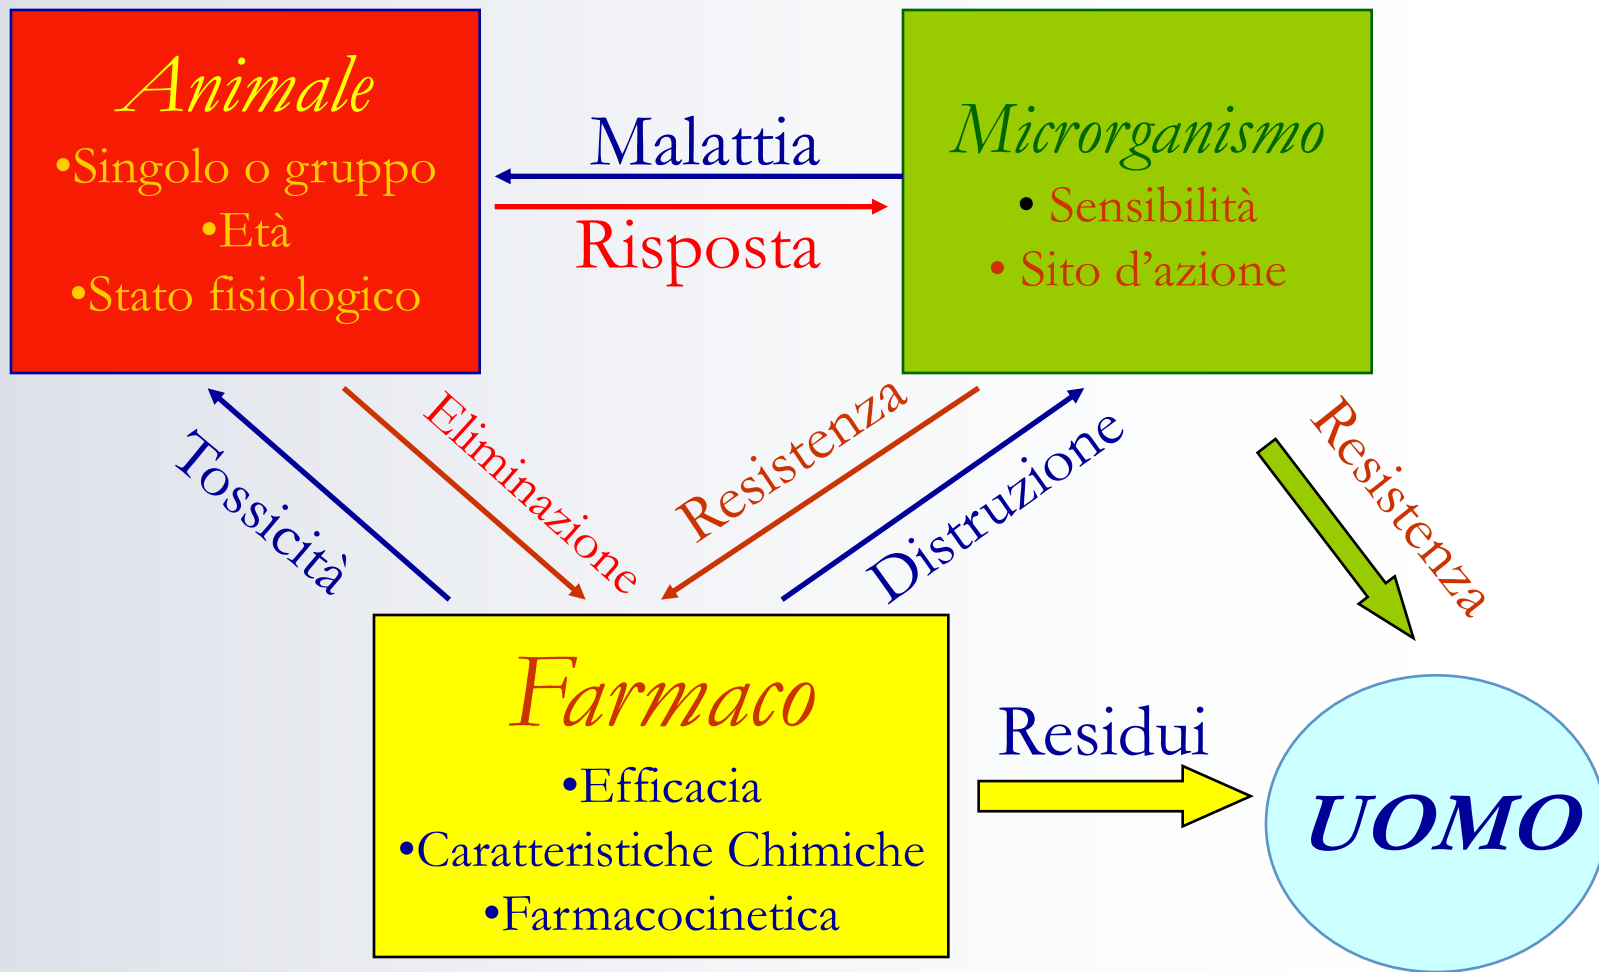 Animale
•Singolo o gruppo
•Età
•Stato fisiologico
Malattia
Risposta
Microrganismo
• Sensibilità
• Sito d’azione
Tossicità
Eliminazione
Resistenza
Distruzione
Resistenza
Farmaco
•Efficacia
•Caratteristiche Chimiche
•Farmacocinetica
Residui
UOMO